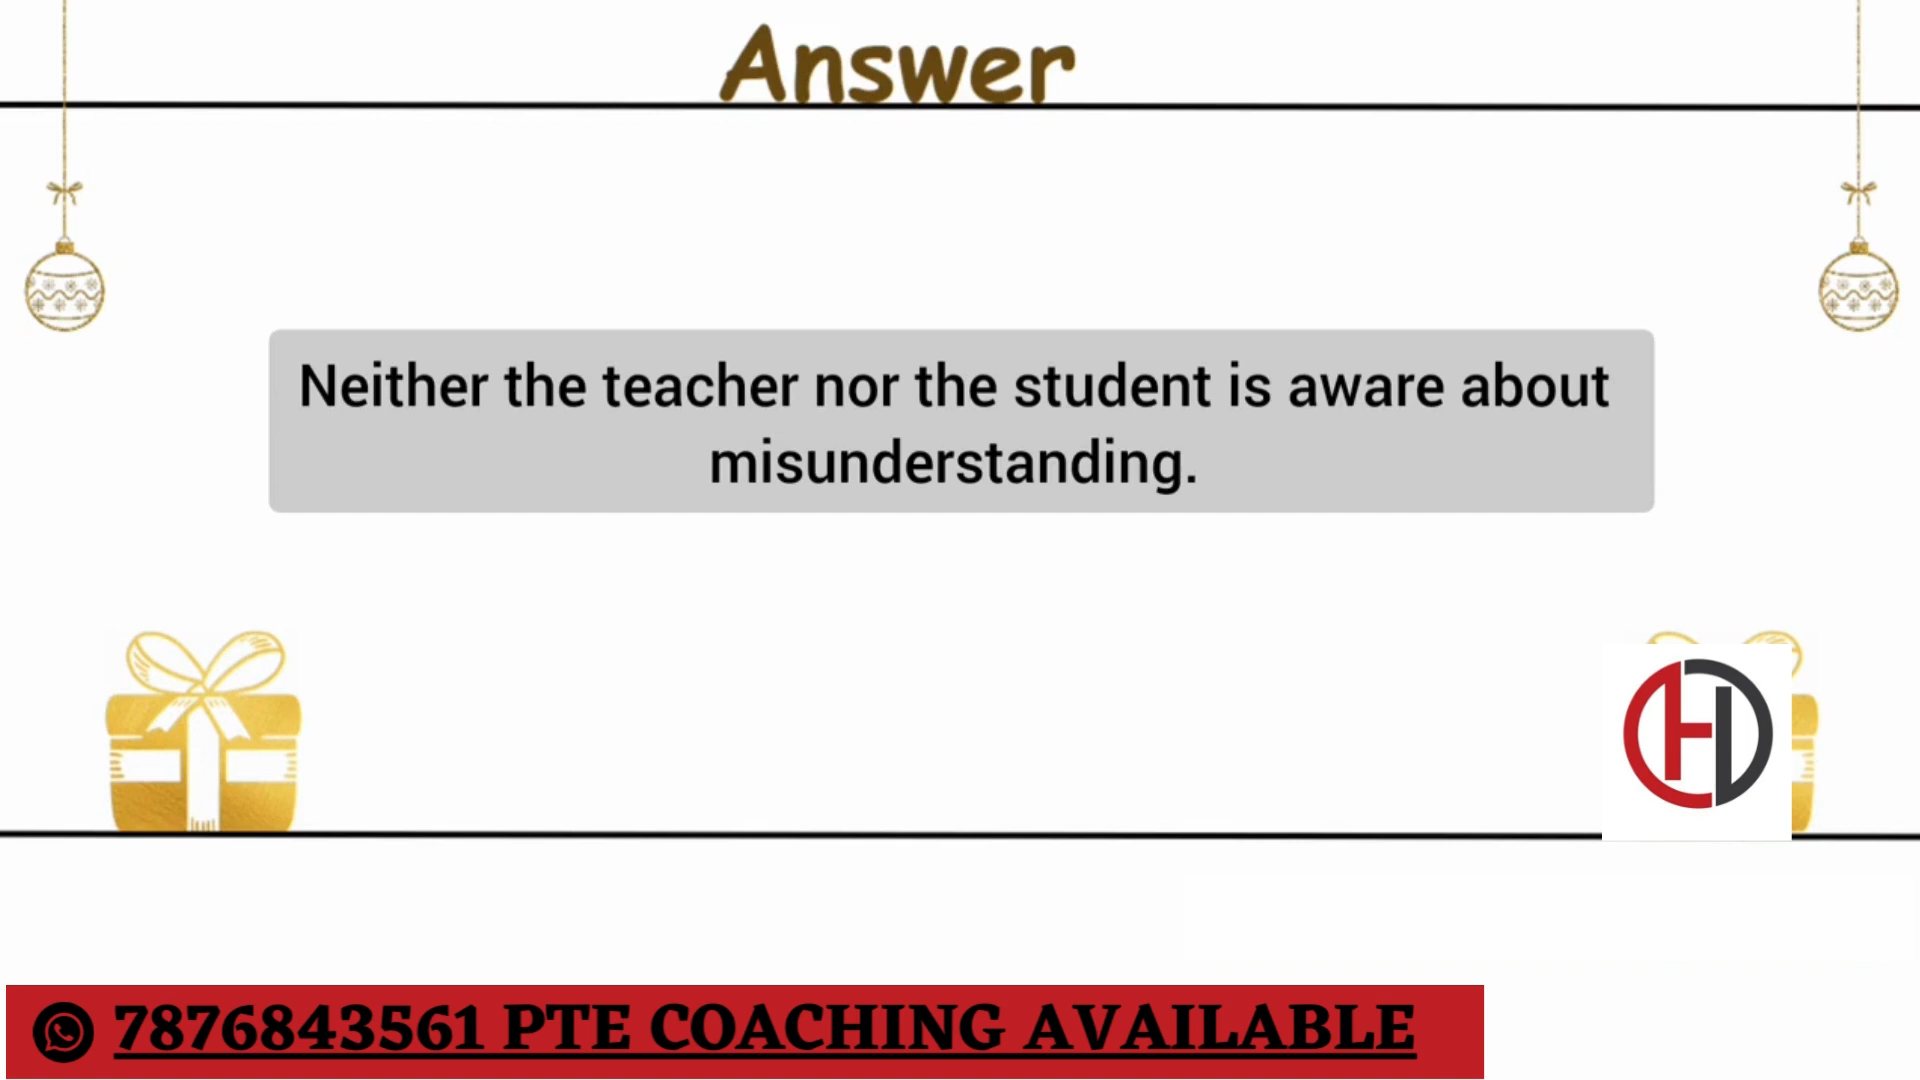 Answer
Neither the teacher nor the student is aware about
misunderstanding.
7876843561 PTE COACHING AVAILABLE